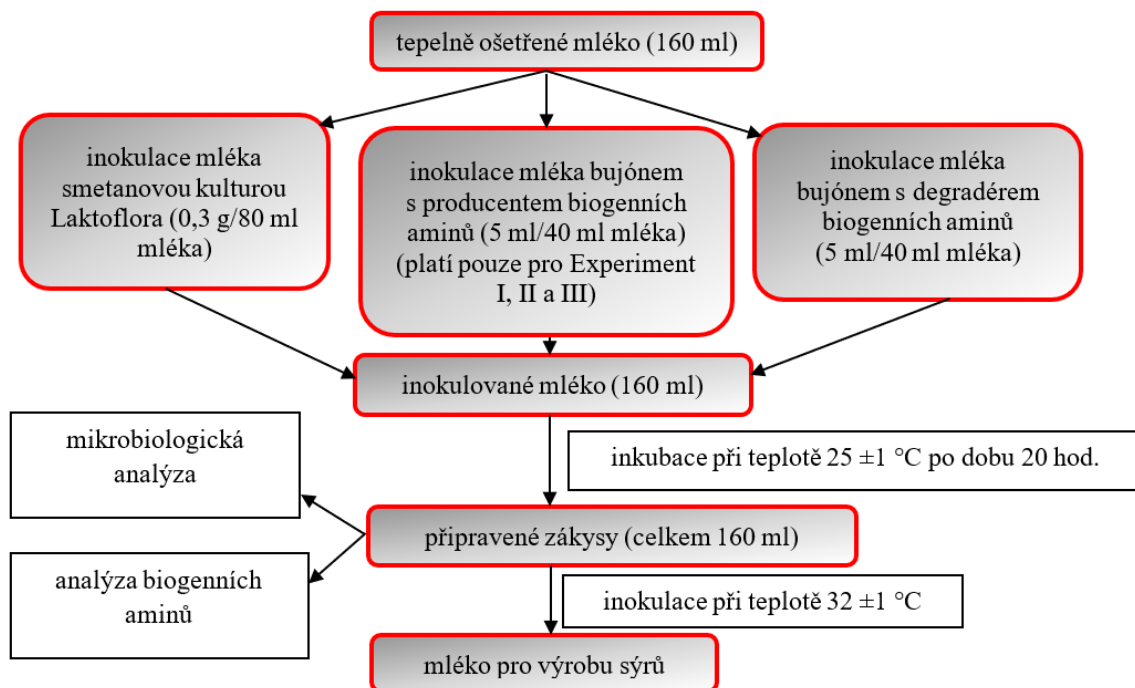 tepelně ošetřené mléko (160 ml)
inokulace mléka
smetanovou kulturou
Laktoflora (0,3 g/80 ml
mléka)
inokulace mléka bujónem
s producentem biogenních
aminů (5 ml/40 ml mléka)
(platí pouze pro Experiment
I, II a III)
inokulace mléka
bujónem s degradérem
biogenních aminů
(5 ml/40 ml mléka)
inokulované mléko (160 ml)
mikrobiologická
analýza
inkubace při teplotě 25 ±1 °C po dobu 20 hod.
připravené zákysy (celkem 160 ml)
analýza biogenních
aminů
inokulace při teplotě 32 ±1 °C
mléko pro výrobu sýrů